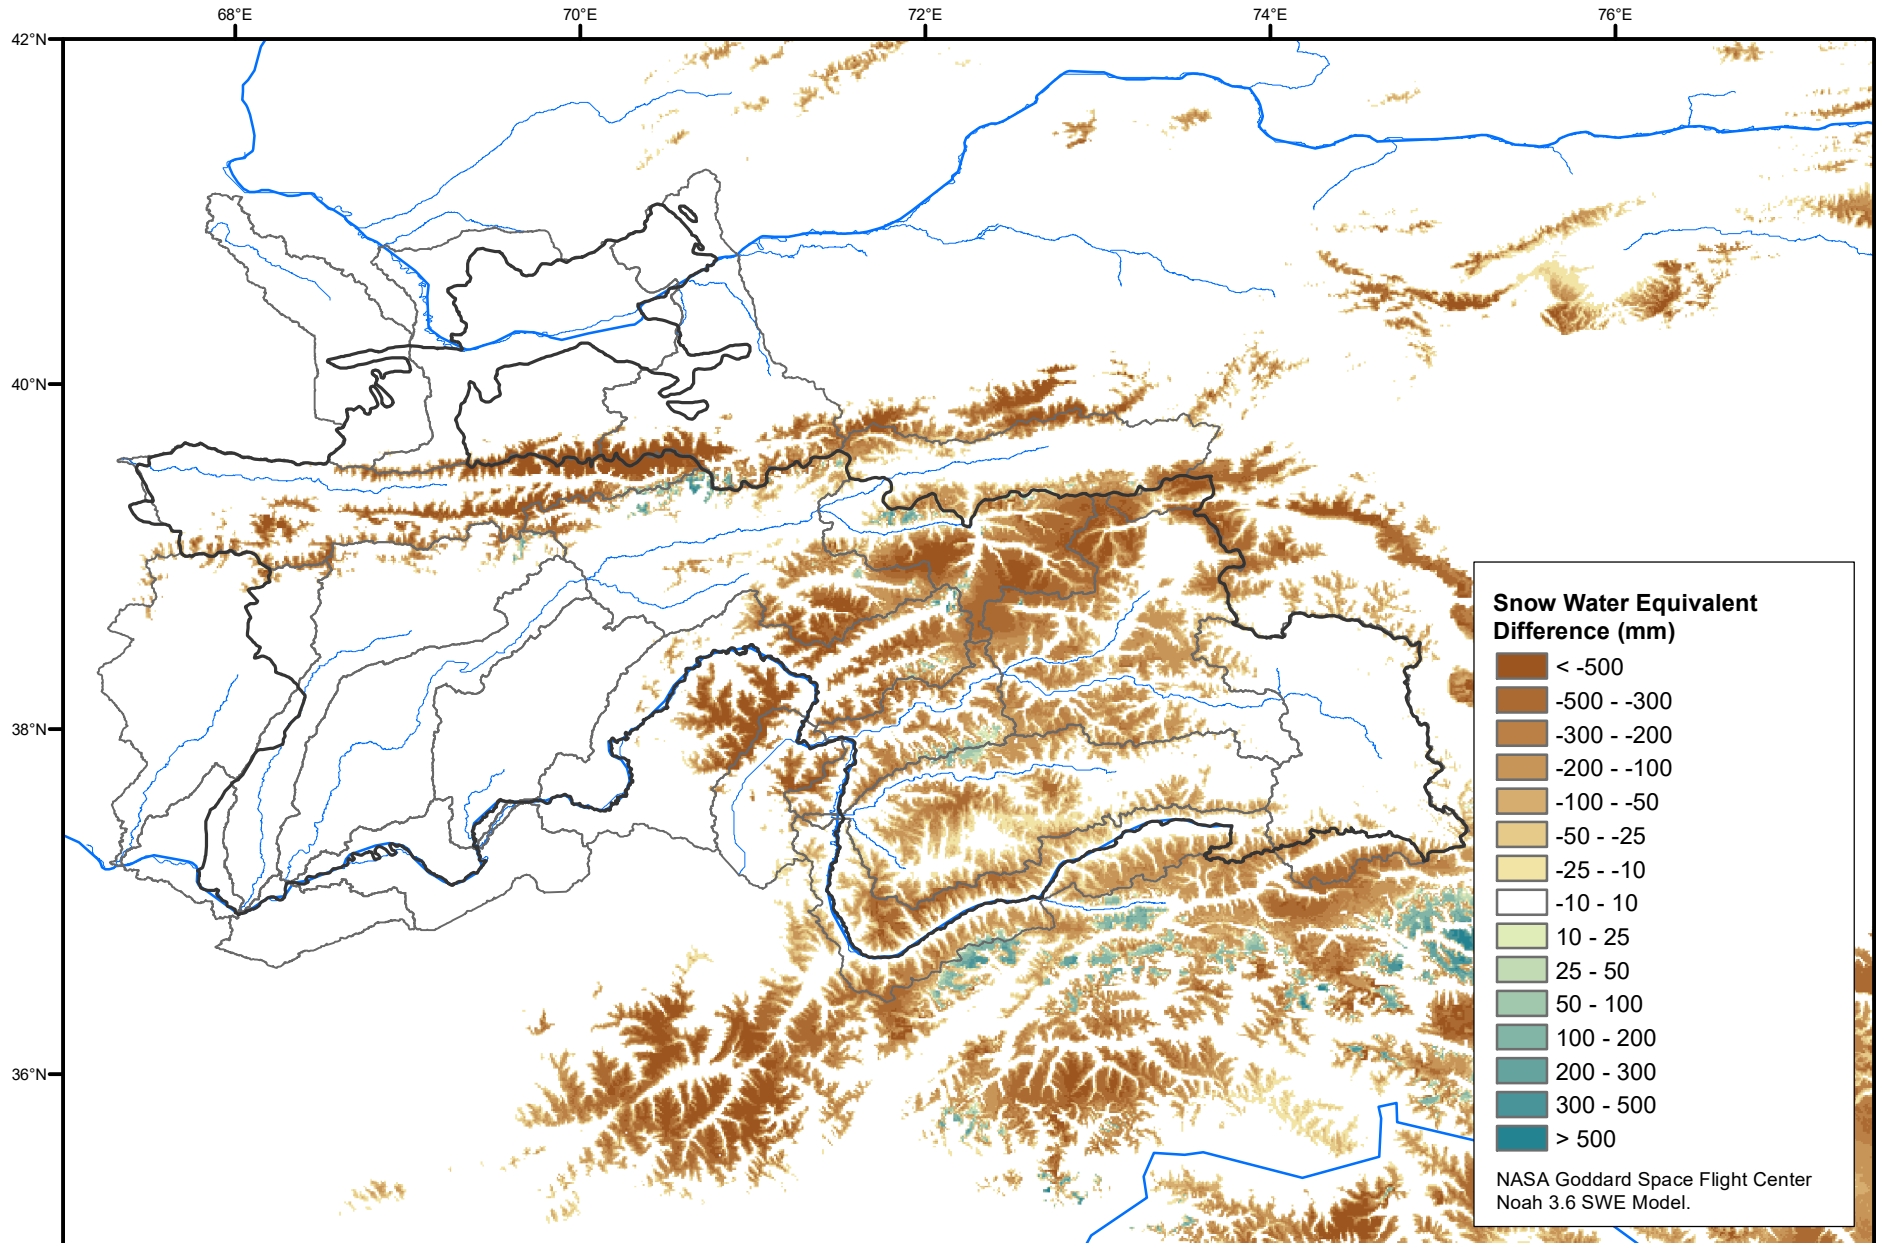 68°E
70°E
72°E
74°E
76°E
42°N
40°N
38°N
36°N
Snow Water Equivalent
Difference (mm)
< -500
-500 - -300
-300 - -200
-200 - -100
-100 - -50
-50 - -25
-25 - -10
-10 - 10
10 - 25
25 - 50
50 - 100
100 - 200
200 - 300
300 - 500
> 500
NASA Goddard Space Flight Center
Noah 3.6 SWE Model.